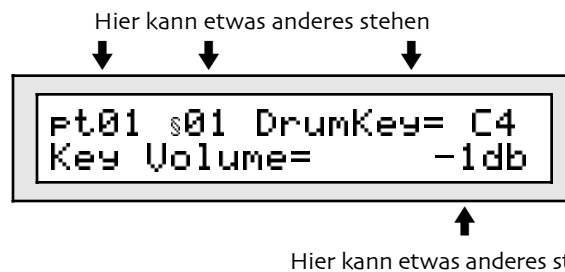 Hier kann etwas anderes stehen
pt01 §01 DrumKey= C4
Key Volume= -1db
Hier kann etwas anderes